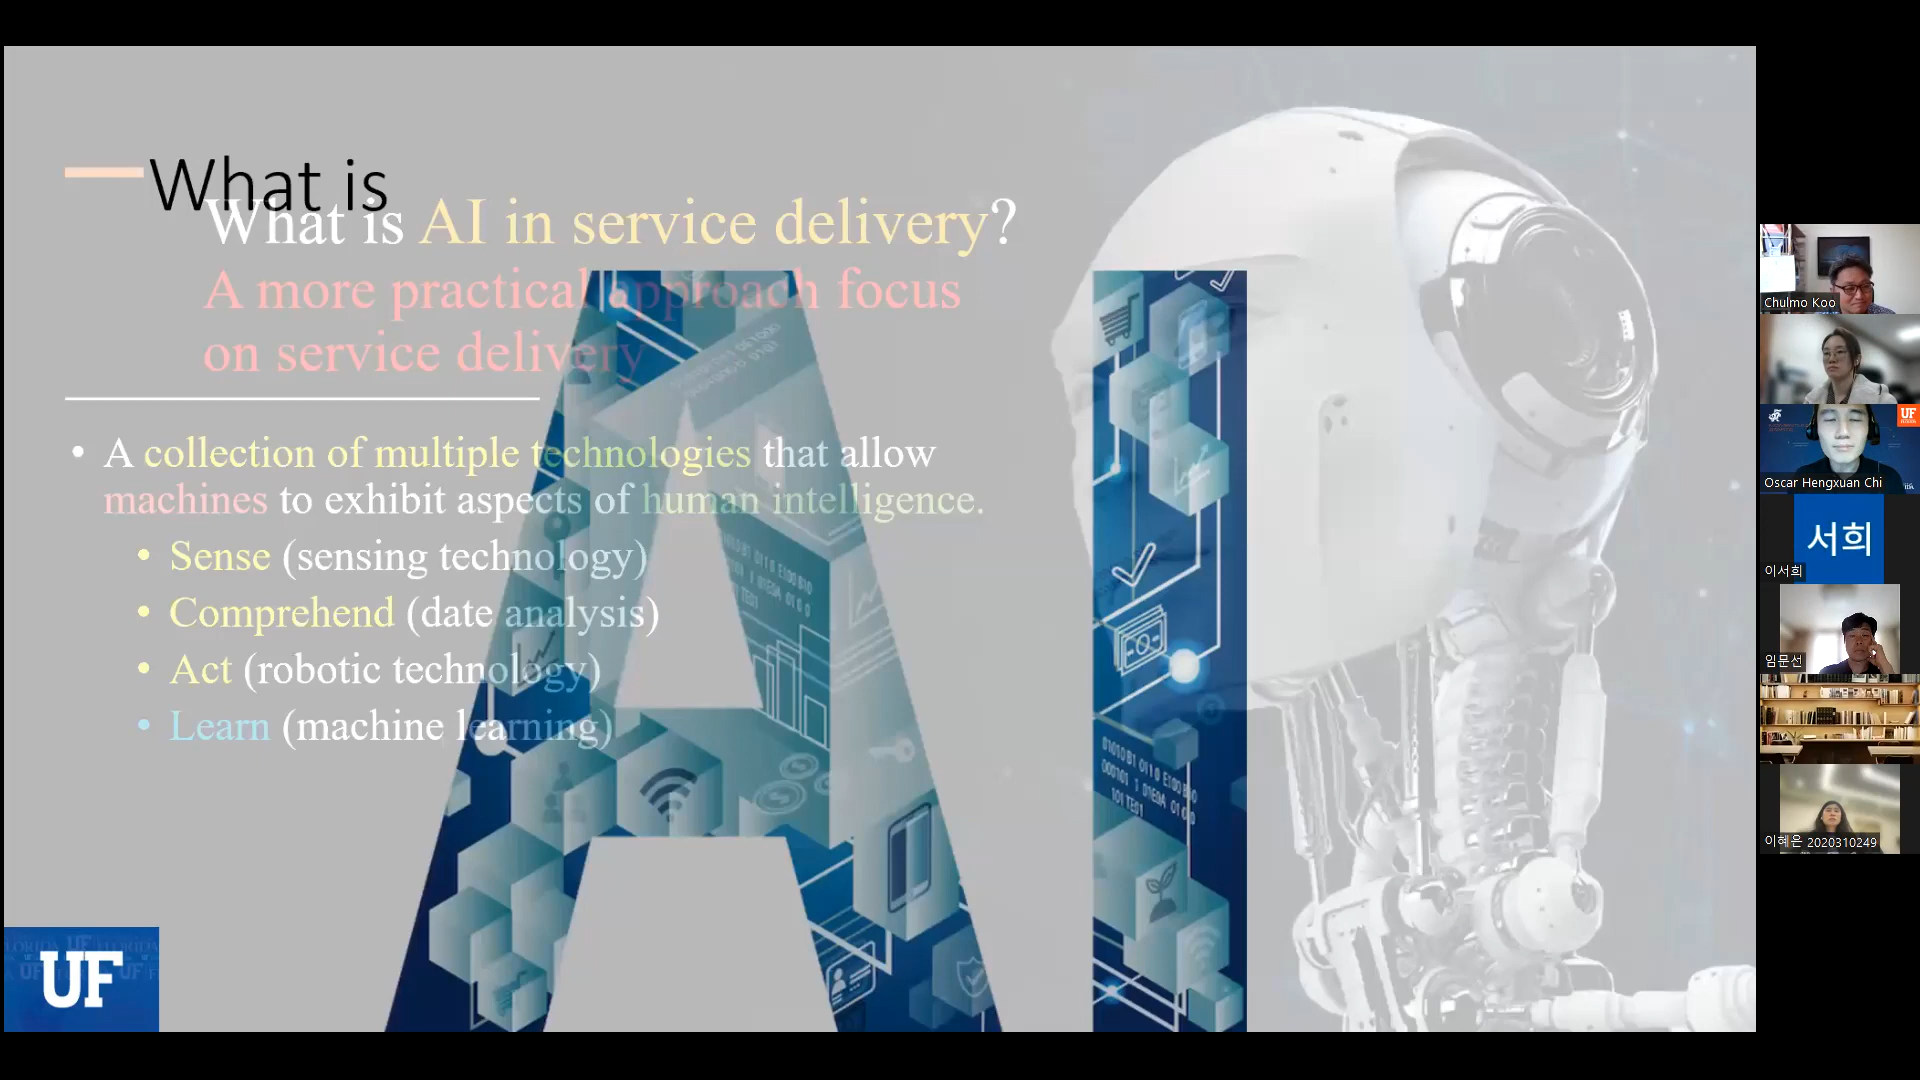 What is
What is AI in service delivery?
A more practical approach focus
on service delivery
AI
• A collection of multiple technologies that allow
machines to exhibit aspects of human intelligence.
• Sense (sensing technology)
• Comprehend (date analysis)
• Act (robotic technology)
• Learn (machine learning)
UF
Chulmo Koo
UF
Oscar Hengxuan Chi
서희
이서희
임문선
이혜은 2020310249